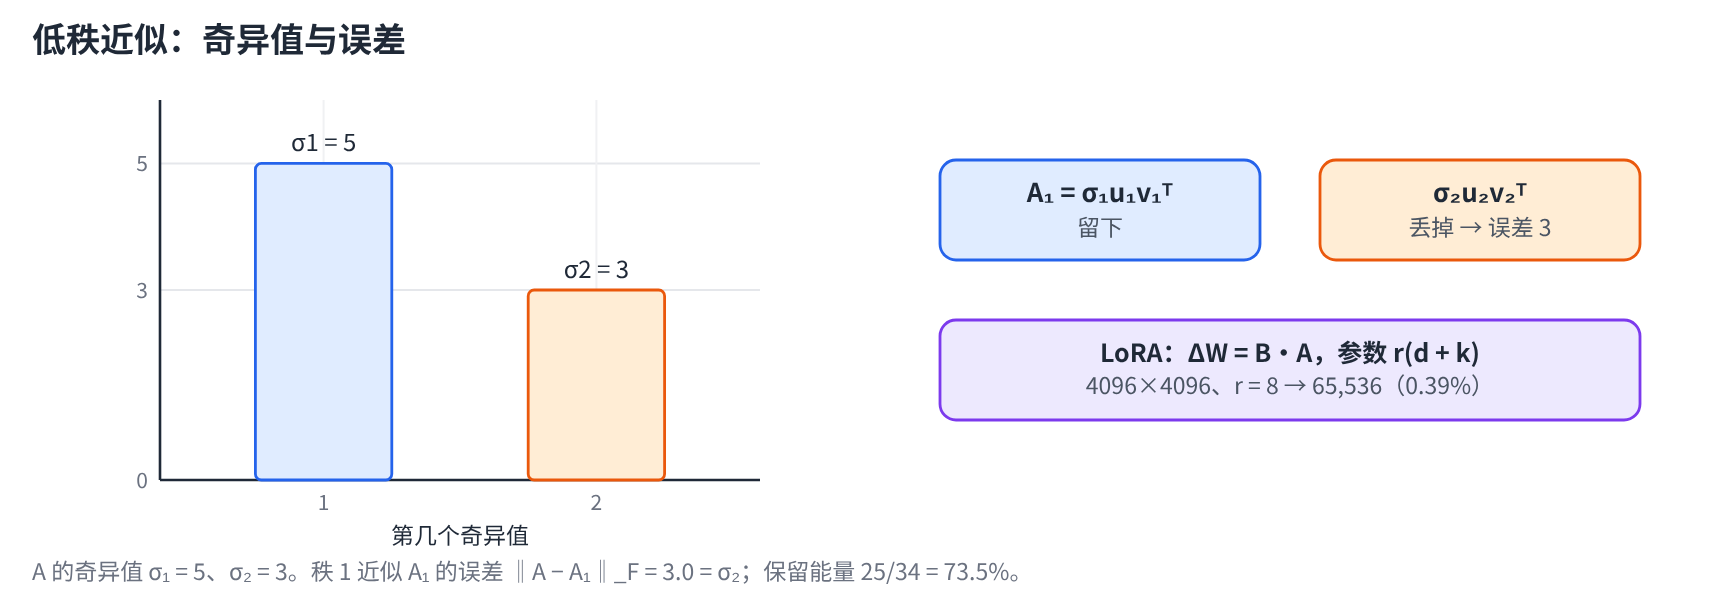 低秩近似：奇异值与误差
σ1 = 5
5
σ2 = 3
3
0
1
2
第几个奇异值
A₁ = σ₁u₁v₁ᵀ
留下
σ₂u₂v₂ᵀ
丢掉 → 误差 3
LoRA：ΔW = B · A，参数 r(d + k)
4096×4096、r = 8 → 65,536（0.39%）
A 的奇异值 σ₁ = 5、σ₂ = 3。秩 1 近似 A₁ 的误差 ‖A − A₁‖_F = 3.0 = σ₂；保留能量 25/34 = 73.5%。